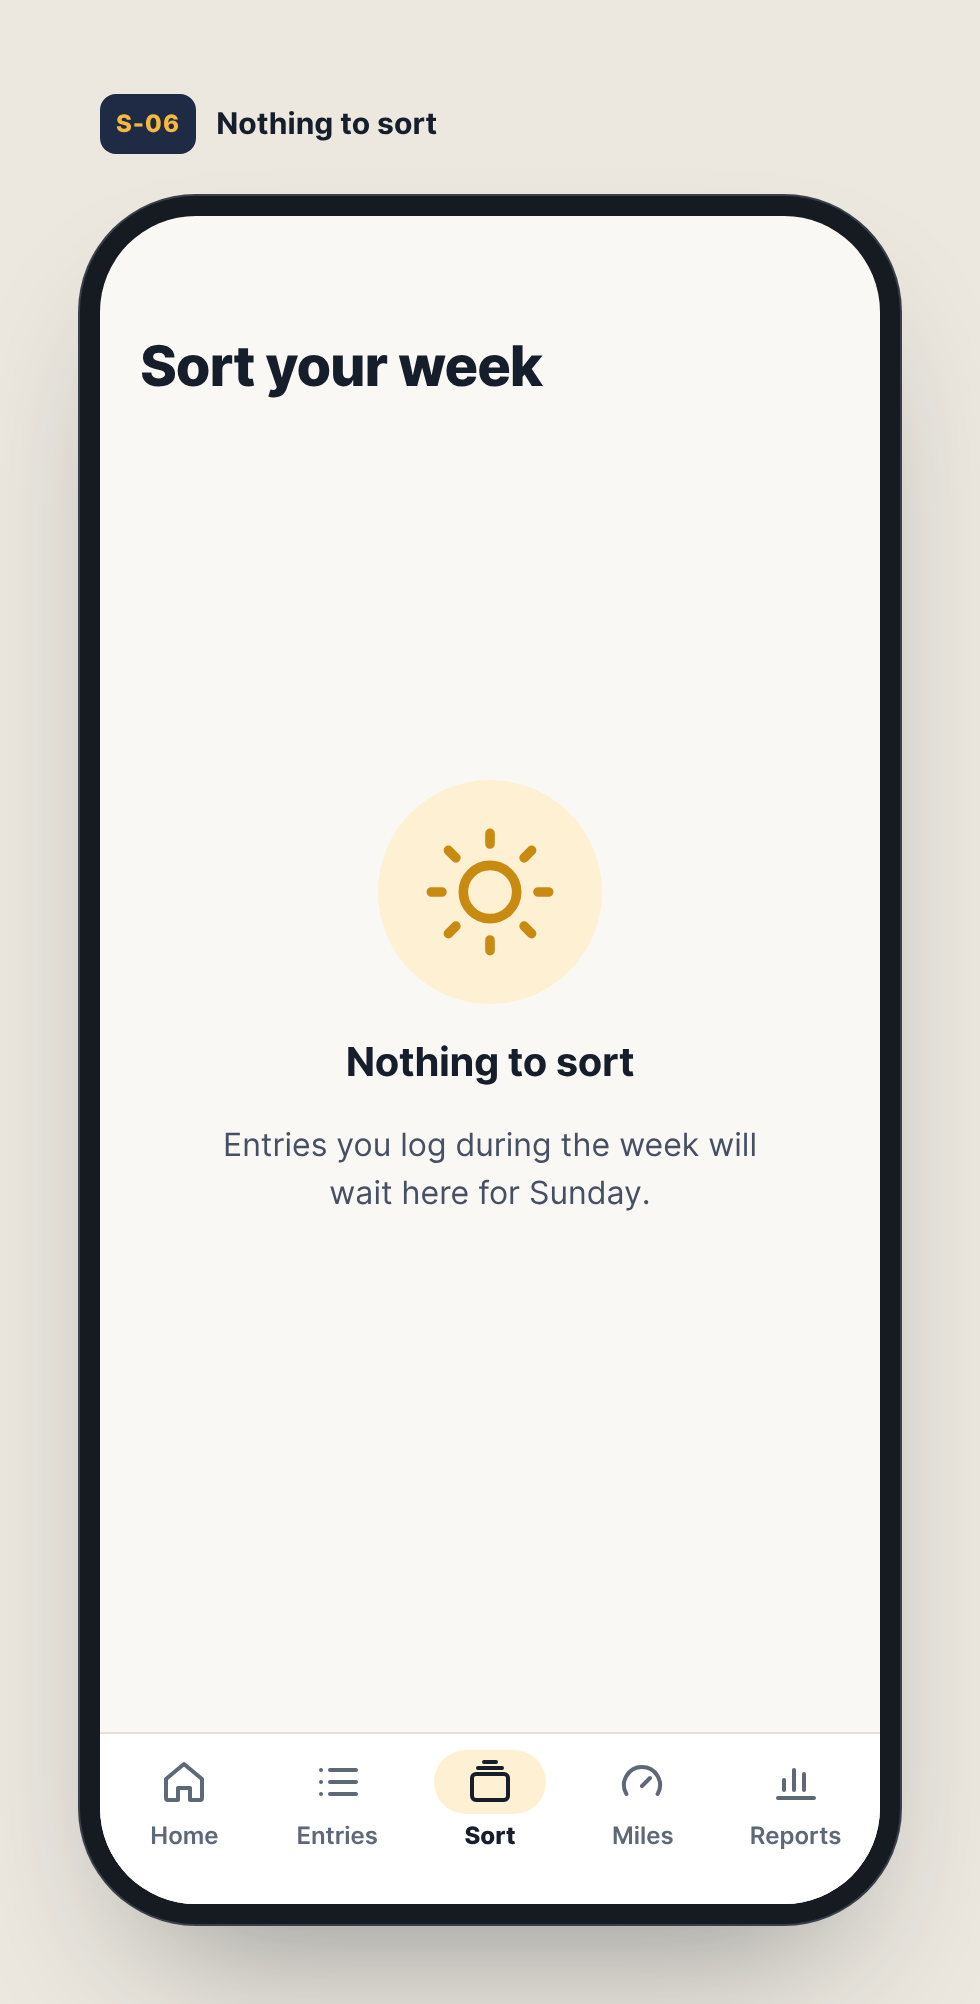 S-06 Nothing to sort
Sort your week
Nothing to sort
Entries you log during the week will
wait here for Sunday.
Home Entries Sort Miles Reports